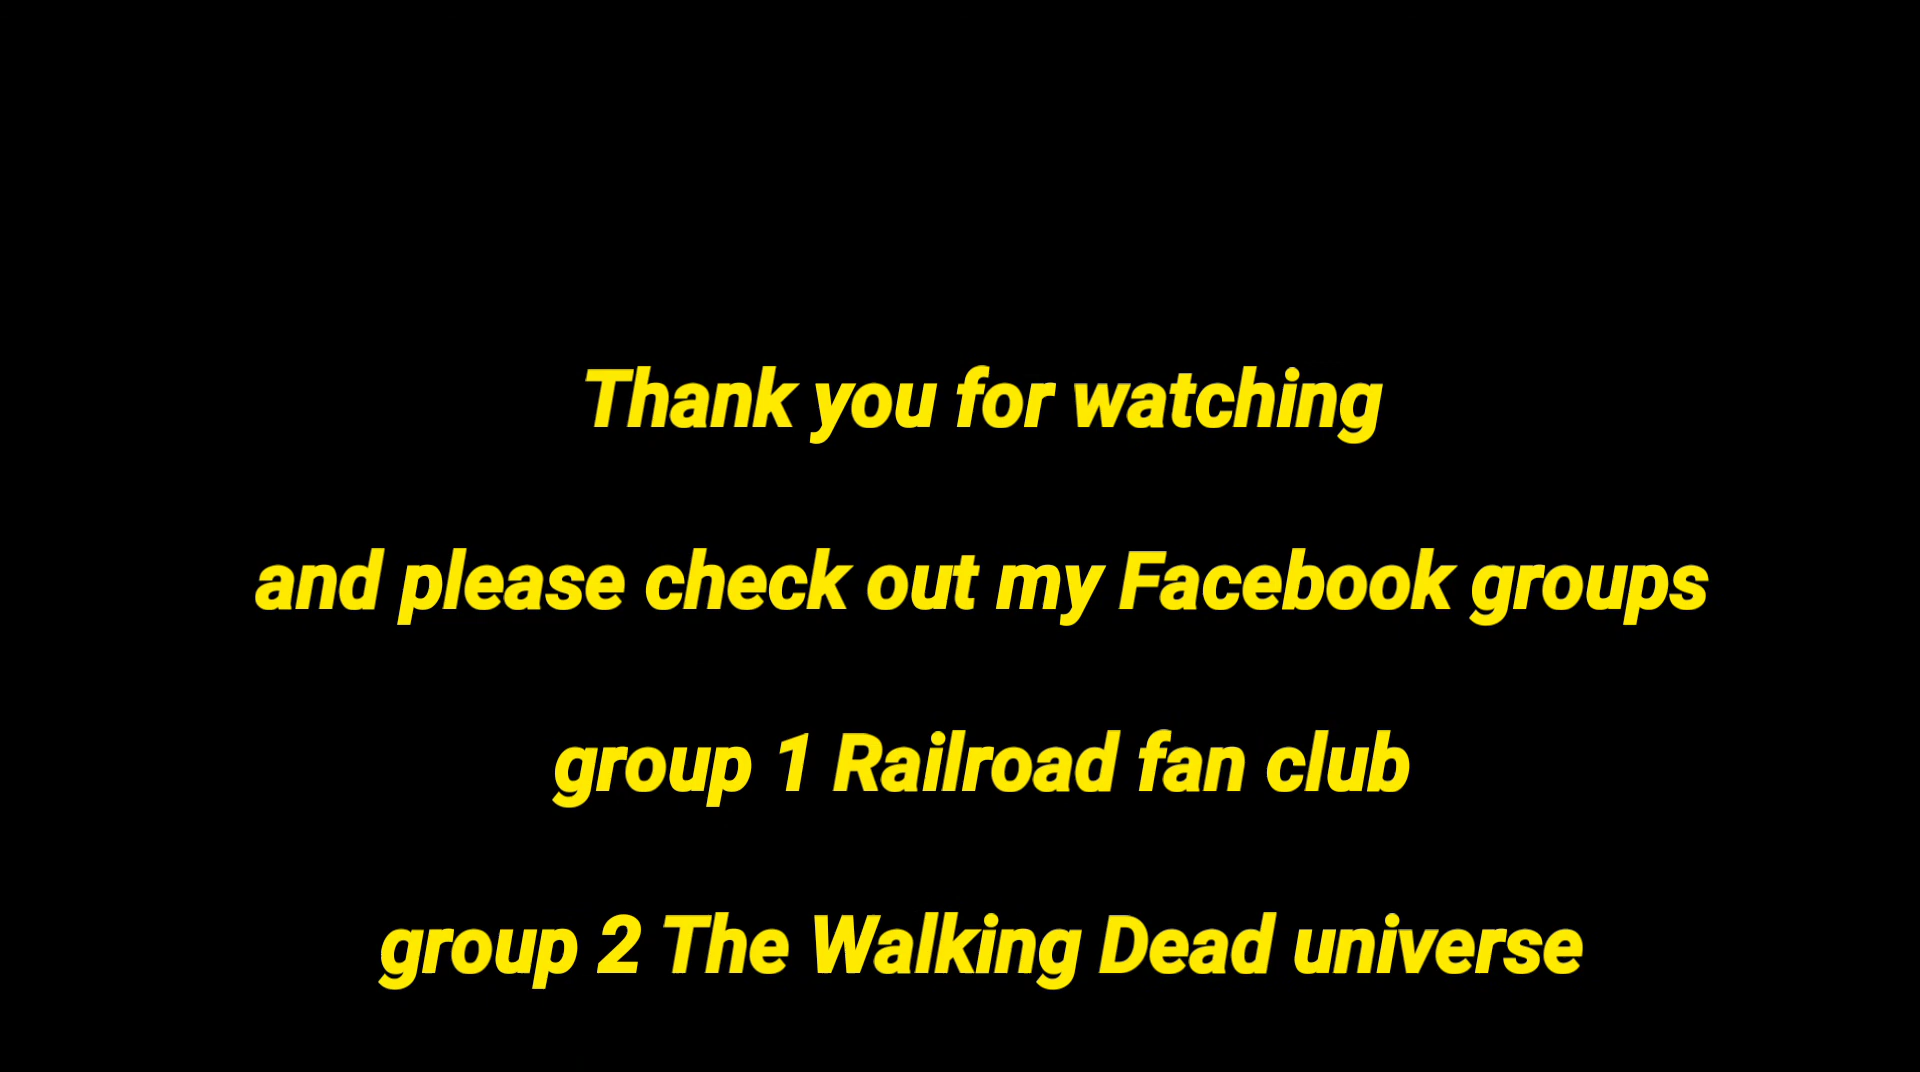 Thank you for watching
and please check out my Facebook groups
group 1 Railroad fan club
group 2 The Walking Dead universe